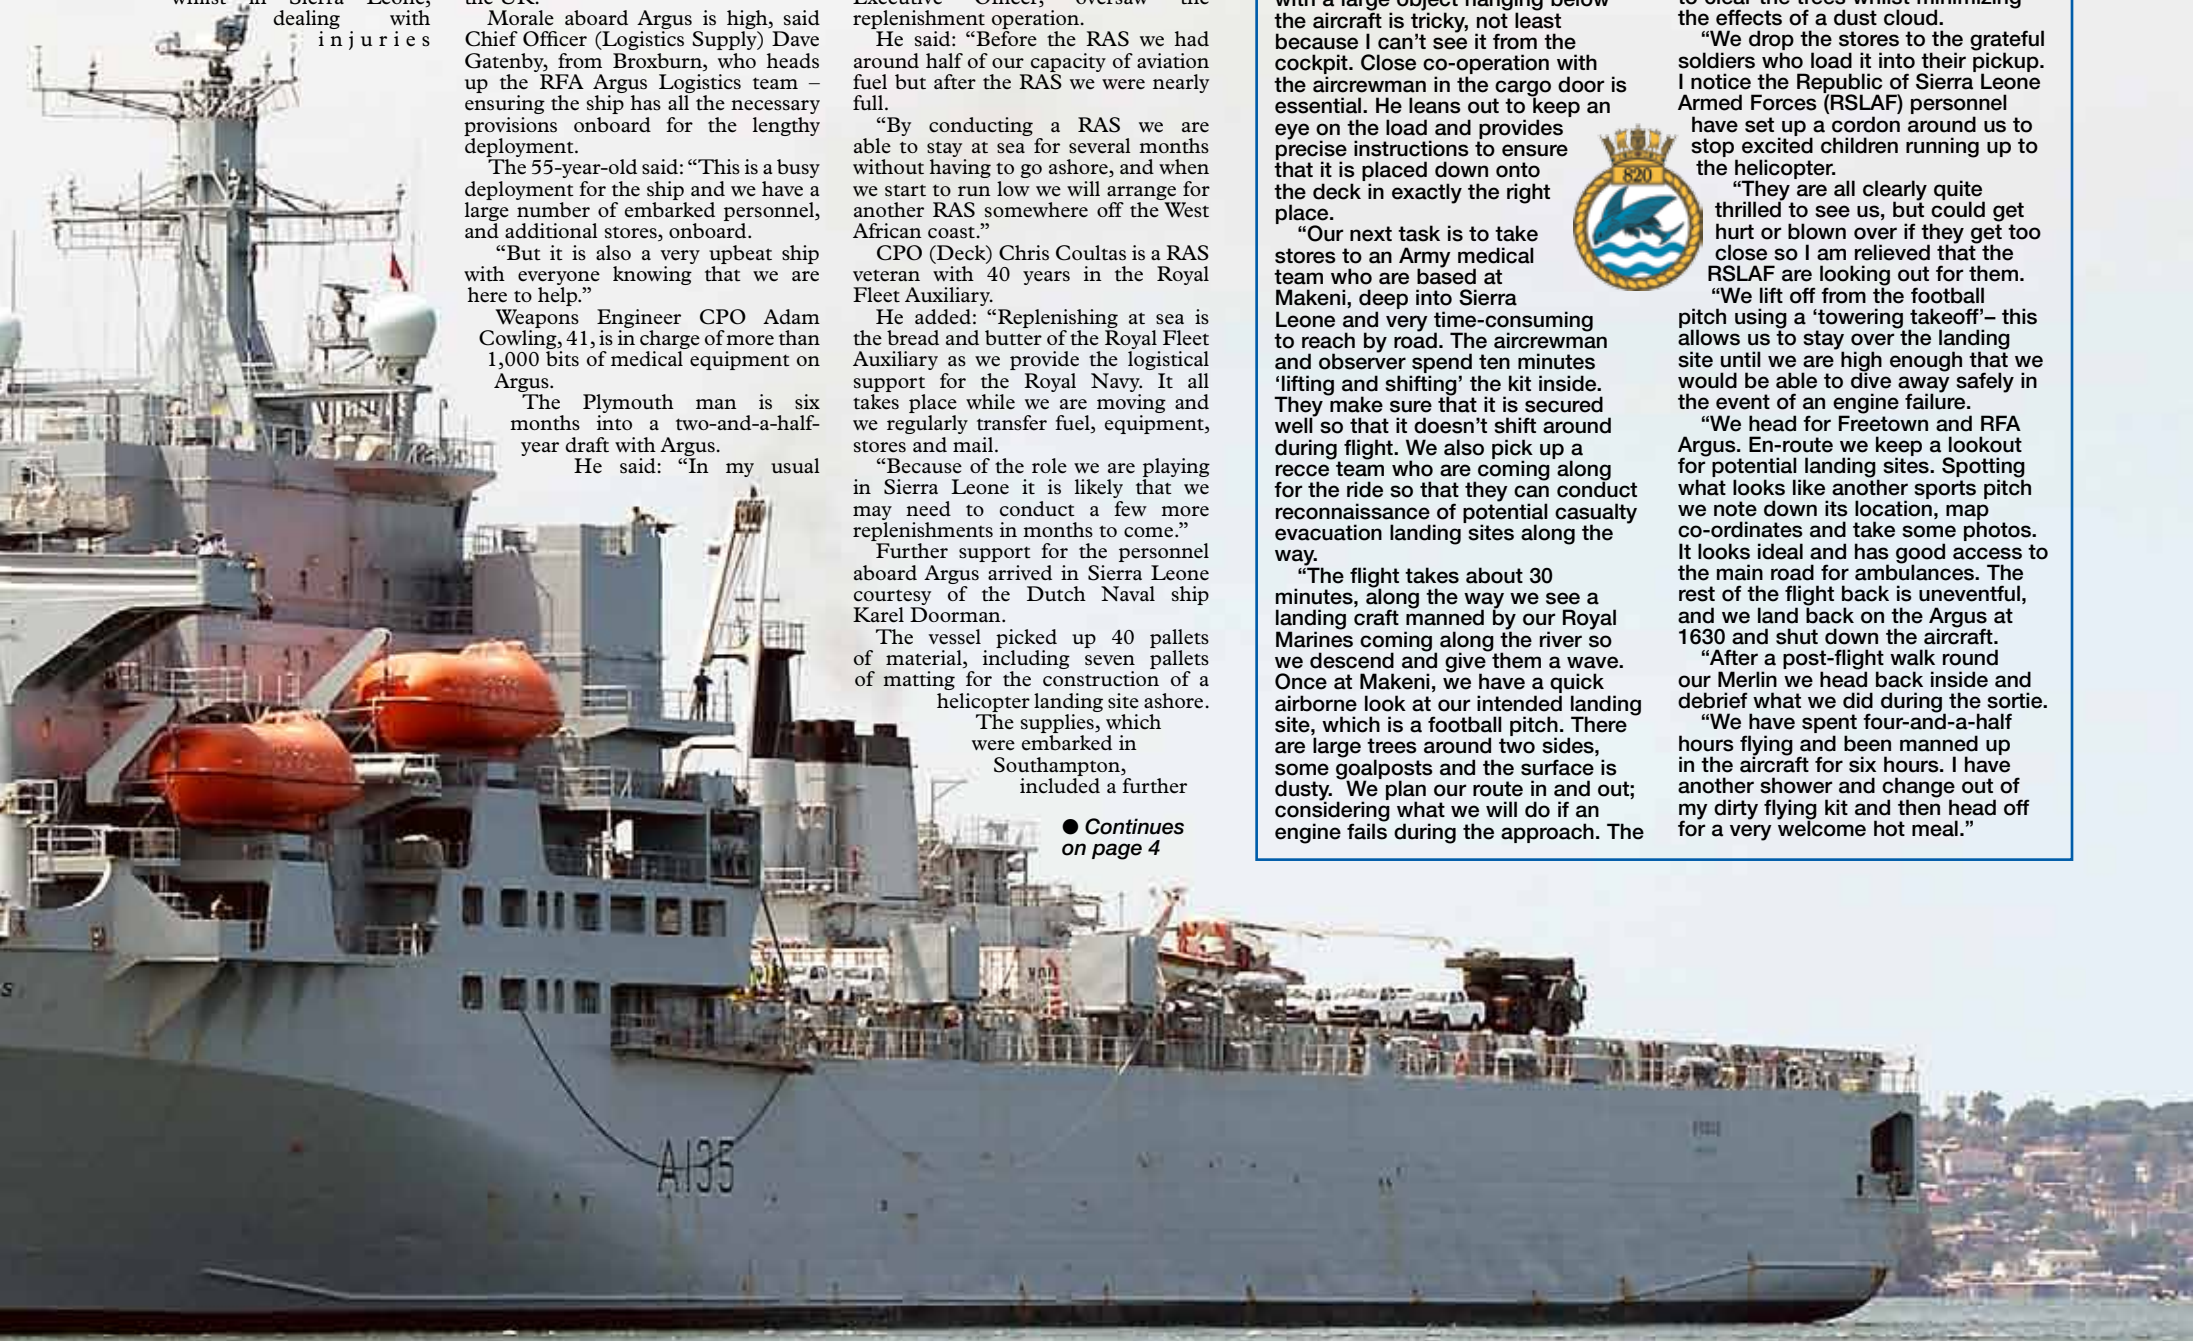 whilst in Sierra Leone,
dealing with
injuries
the UK.
Morale aboard Argus is high, said
Chief Officer (Logistics Supply) Dave
Gatenby, from Broxburn, who heads
up the RFA Argus Logistics team –
ensuring the ship has all the necessary
provisions onboard for the lengthy
deployment.
The 55-year-old said: “This is a busy
deployment for the ship and we have a
large number of embarked personnel,
and additional stores, onboard.
“But it is also a very upbeat ship
with everyone knowing that we are
here to help.”
Weapons Engineer CPO Adam
Cowling, 41, is in charge of more than
1,000 bits of medical equipment on
Argus.
The Plymouth man is six
months into a two-and-a-half-
year draft with Argus.
He said: “In my usual
Executive Officer, oversaw the
replenishment operation.
He said: “Before the RAS we had
around half of our capacity of aviation
fuel but after the RAS we were nearly
full.
“By conducting a RAS we are
able to stay at sea for several months
without having to go ashore, and when
we start to run low we will arrange for
another RAS somewhere off the West
African coast.”
CPO (Deck) Chris Coultas is a RAS
veteran with 40 years in the Royal
Fleet Auxiliary.
He added: “Replenishing at sea is
the bread and butter of the Royal Fleet
Auxiliary as we provide the logistical
support for the Royal Navy. It all
takes place while we are moving and
we regularly transfer fuel, equipment,
stores and mail.
“Because of the role we are playing
in Sierra Leone it is likely that we
may need to conduct a few more
replenishments in months to come.”
Further support for the personnel
aboard Argus arrived in Sierra Leone
courtesy of the Dutch Naval ship
Karel Doorman.
The vessel picked up 40 pallets
of material, including seven pallets
of matting for the construction of a
helicopter landing site ashore.
The supplies, which
were embarked in
Southampton,
included a further
● Continues
on page 4
with a large object hanging below
the aircraft is tricky, not least
because I can’t see it from the
cockpit. Close co-operation with
the aircrewman in the cargo door is
essential. He leans out to keep an
eye on the load and provides
precise instructions to ensure
that it is placed down onto
the deck in exactly the right
place.
“Our next task is to take
stores to an Army medical
team who are based at
Makeni, deep into Sierra
Leone and very time-consuming
to reach by road. The aircrewman
and observer spend ten minutes
‘lifting and shifting’ the kit inside.
They make sure that it is secured
well so that it doesn’t shift around
during flight. We also pick up a
recce team who are coming along
for the ride so that they can conduct
reconnaissance of potential casualty
evacuation landing sites along the
way.
“The flight takes about 30
minutes, along the way we see a
landing craft manned by our Royal
Marines coming along the river so
we descend and give them a wave.
Once at Makeni, we have a quick
airborne look at our intended landing
site, which is a football pitch. There
are large trees around two sides,
some goalposts and the surface is
dusty. We plan our route in and out;
considering what we will do if an
engine fails during the approach. The
820
to clear the trees whilst minimizing
the effects of a dust cloud.
“We drop the stores to the grateful
soldiers who load it into their pickup.
I notice the Republic of Sierra Leone
Armed Forces (RSLAF) personnel
have set up a cordon around us to
stop excited children running up to
the helicopter.
“They are all clearly quite
thrilled to see us, but could get
hurt or blown over if they get too
close so I am relieved that the
RSLAF are looking out for them.
“We lift off from the football
pitch using a ‘towering takeoff’– this
allows us to stay over the landing
site until we are high enough that we
would be able to dive away safely in
the event of an engine failure.
“We head for Freetown and RFA
Argus. En-route we keep a lookout
for potential landing sites. Spotting
what looks like another sports pitch
we note down its location, map
co-ordinates and take some photos.
It looks ideal and has good access to
the main road for ambulances. The
rest of the flight back is uneventful,
and we land back on the Argus at
1630 and shut down the aircraft.
“After a post-flight walk round
our Merlin we head back inside and
debrief what we did during the sortie.
“We have spent four-and-a-half
hours flying and been manned up
in the aircraft for six hours. I have
another shower and change out of
my dirty flying kit and then head off
for a very welcome hot meal.”
A135